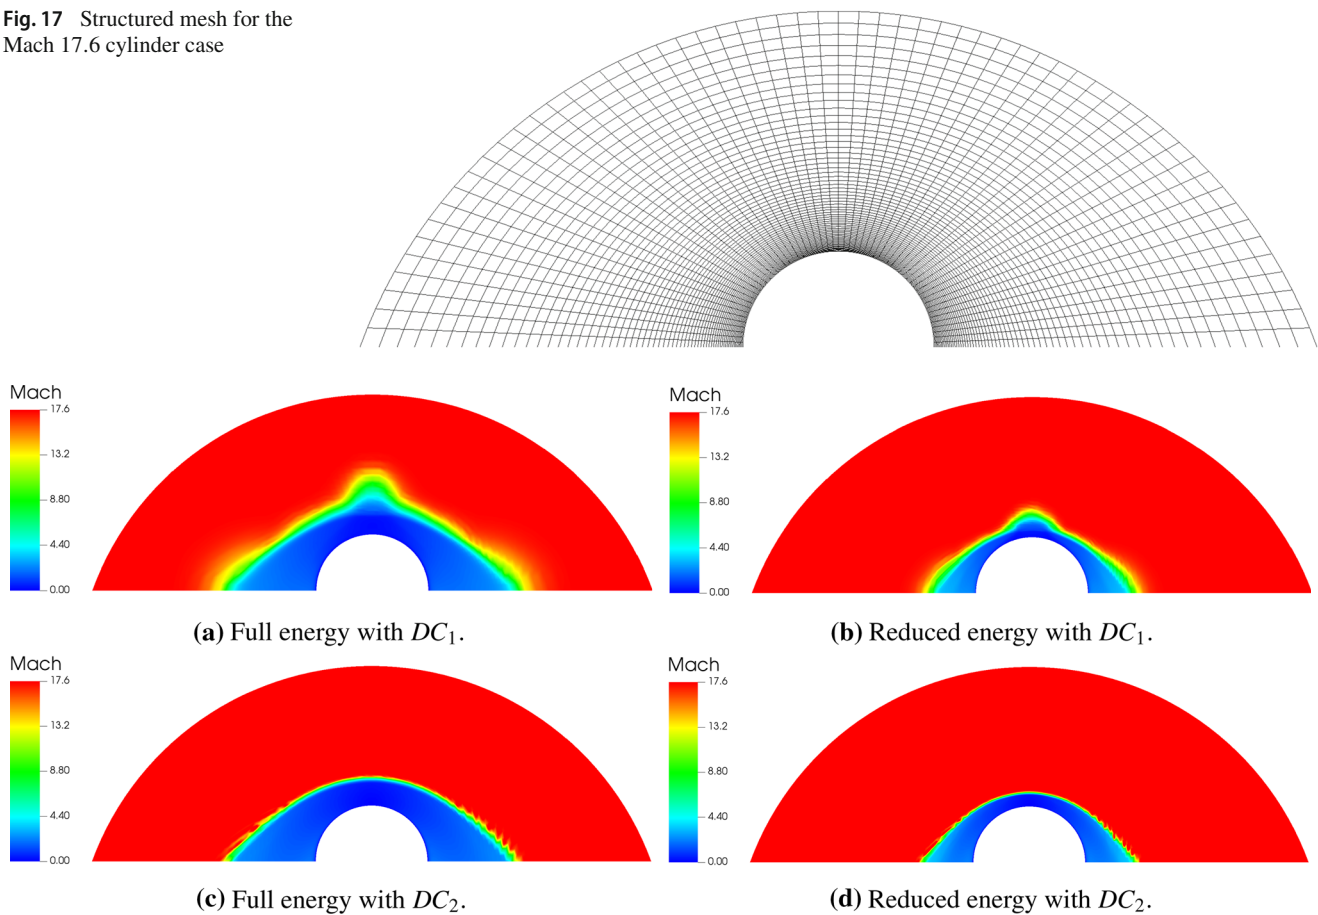 Fig. 17 Structured mesh for the
Mach 17.6 cylinder case
Mach
17.6
13.2
8.80
4.40
0.00
(a) Full energy with DC1.
Mach
17.6
13.2
8.80
4.40
0.00
(b) Reduced energy with DC1.
Mach
17.6
13.2
8.80
4.40
0.00
(c) Full energy with DC2.
Mach
17.6
13.2
8.80
4.40
0.00
(d) Reduced energy with DC2.